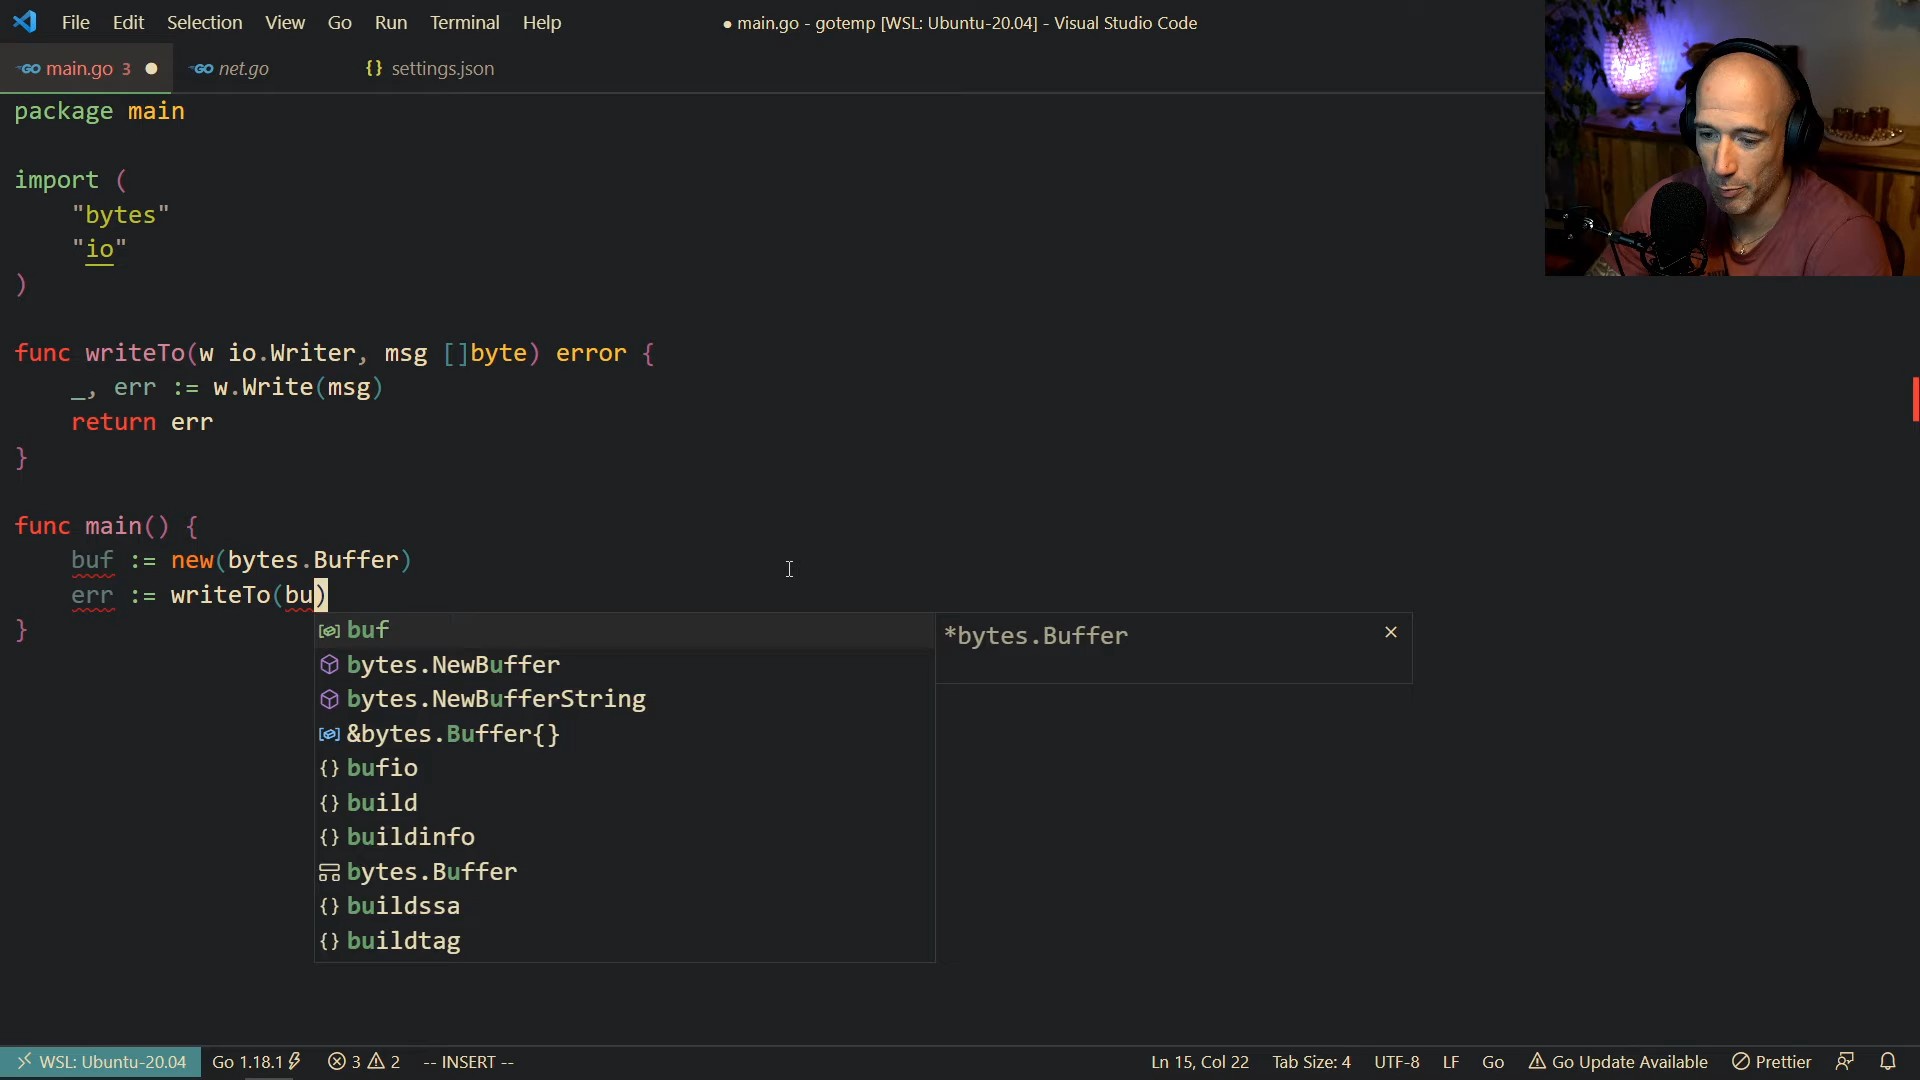 File Edit Selection View Go Run Terminal Help ● main.go - gotemp [WSL: Ubuntu-20.04] - Visual Studio Code
GO main.go 3 ● GO net.go {} settings.json
package main
import (
"bytes"
"io"
)
func writeTo(w io.Writer, msg []byte) error {
_, err := w.Write(msg)
return err
}
func main() {
buf := new(bytes.Buffer)
err := writeTo(bu)
}
buf *bytes.Buffer ×
bytes.NewBuffer
bytes.NewBufferString
&bytes.Buffer{}
{} bufio
{} build
{} buildinfo
bytes.Buffer
{} buildssa
{} buildtag
WSL: Ubuntu-20.04 Go 1.18.1 3 2 -- INSERT -- Ln 15, Col 22 Tab Size: 4 UTF-8 LF Go Go Update Available Prettier